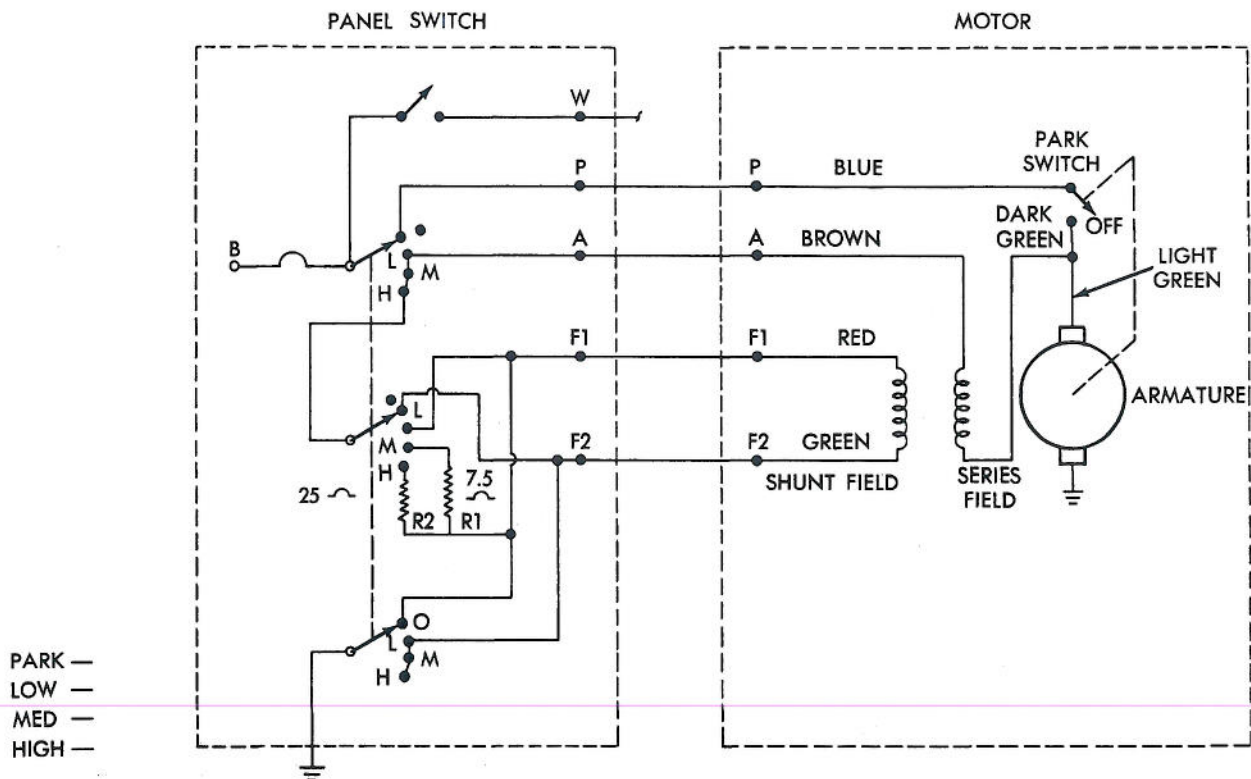 PANEL SWITCH
MOTOR
W
P
P
BLUE
PARK
SWITCH
OFF
DARK
GREEN
LIGHT
GREEN
B
A
A
BROWN
L
M
H
F1
F1
RED
ARMATURE
L
M
H
F2
F2
GREEN
SHUNT FIELD
SERIES
FIELD
25
7.5
R2
R1
O
L
M
H
PARK —
LOW —
MED —
HIGH —